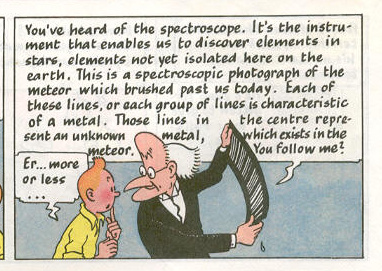 You've heard of the spectroscope. It's the instru-
ment that enables us to discover elements in
stars, elements not yet isolated here on the
earth. This is a spectroscopic photograph of the
meteor which brushed past us today. Each of
these lines, or each group of lines is characteristic
of a metal. Those lines in the centre repre-
sent an unknown metal, which exists in the
meteor. You follow me?
Er... more
or less
...